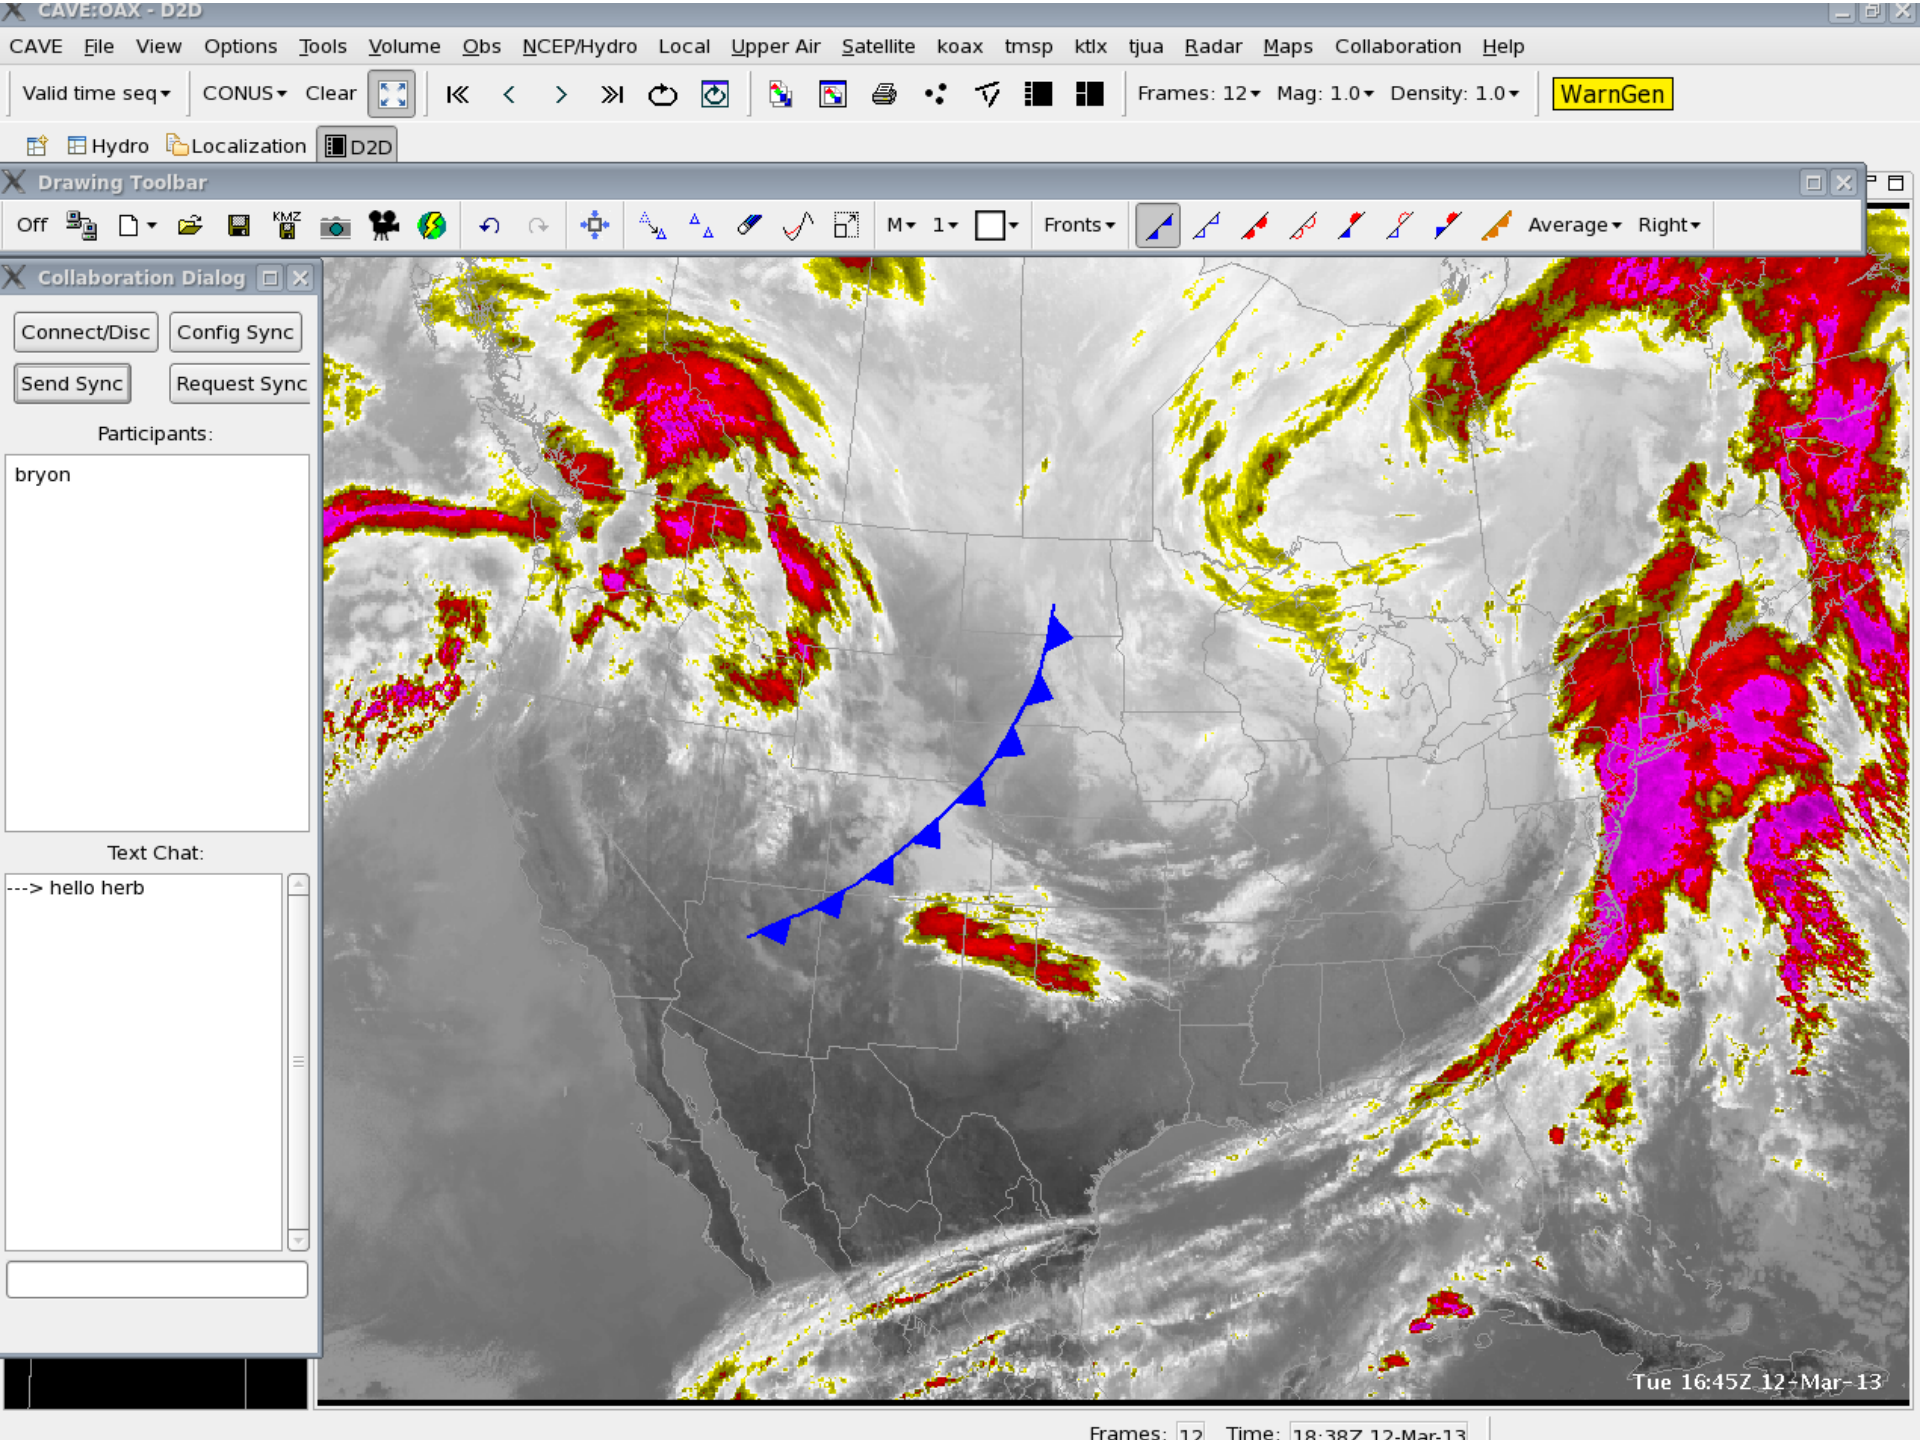 CAVE:OAX - D2D
CAVE File View Options Tools Volume Obs NCEP/Hydro Local Upper Air Satellite koax tmsp ktlx tjua Radar Maps Collaboration Help
Valid time seq CONUS Clear Frames: 12 Mag: 1.0 Density: 1.0 WarnGen
Hydro Localization D2D
Drawing Toolbar
Off KMZ M 1 Fronts Average Right
Collaboration Dialog
Connect/Disc Config Sync
Send Sync Request Sync
Participants:
bryon
Text Chat:
---> hello herb
Tue 16:45Z 12-Mar-13
Frames: 12 Time: 18:38Z 12-Mar-13